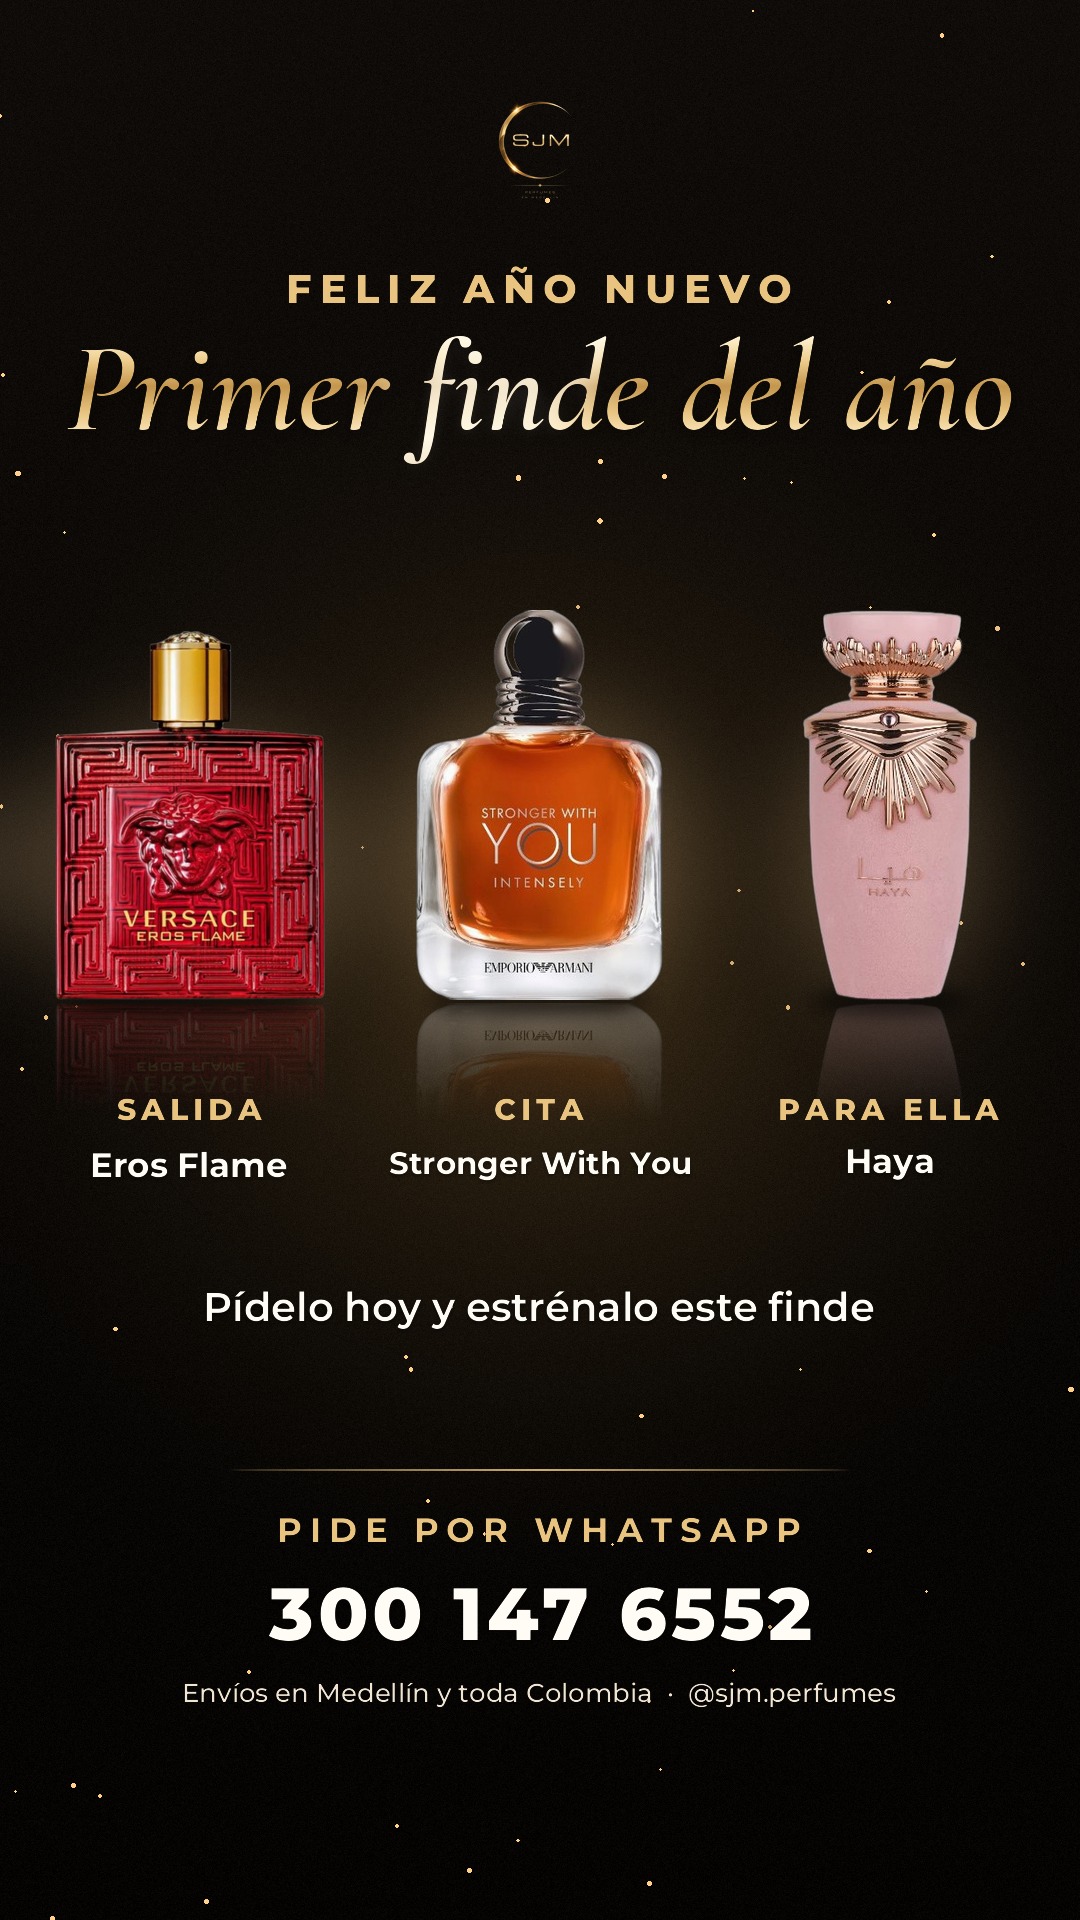 SJM
PERFUMES
FELIZ AÑO NUEVO
Primer finde del año
VERSACE
EROS FLAME
STRONGER WITH
YOU
INTENSELY
EMPORIO ARMANI
هيا
HAYA
SALIDA
Eros Flame
CITA
Stronger With You
PARA ELLA
Haya
Pídelo hoy y estrénalo este finde
PIDE POR WHATSAPP
300 147 6552
Envíos en Medellín y toda Colombia · @sjm.perfumes